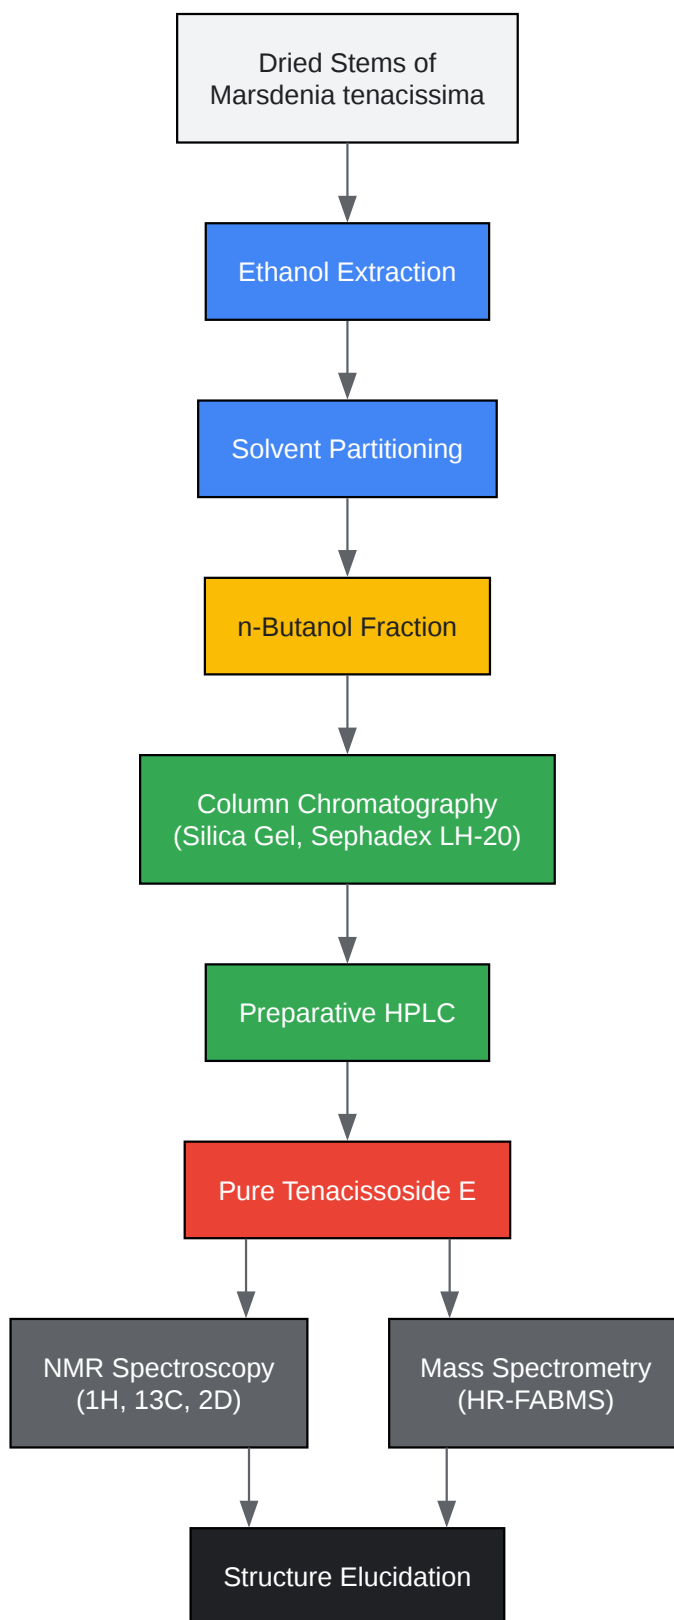 Dried Stems of
Marsdenia tenacissima
Ethanol Extraction
Solvent Partitioning
n-Butanol Fraction
Column Chromatography
(Silica Gel, Sephadex LH-20)
Preparative HPLC
Pure Tenacissoside E
NMR Spectroscopy
(1H, 13C, 2D)
Mass Spectrometry
(HR-FABMS)
Structure Elucidation